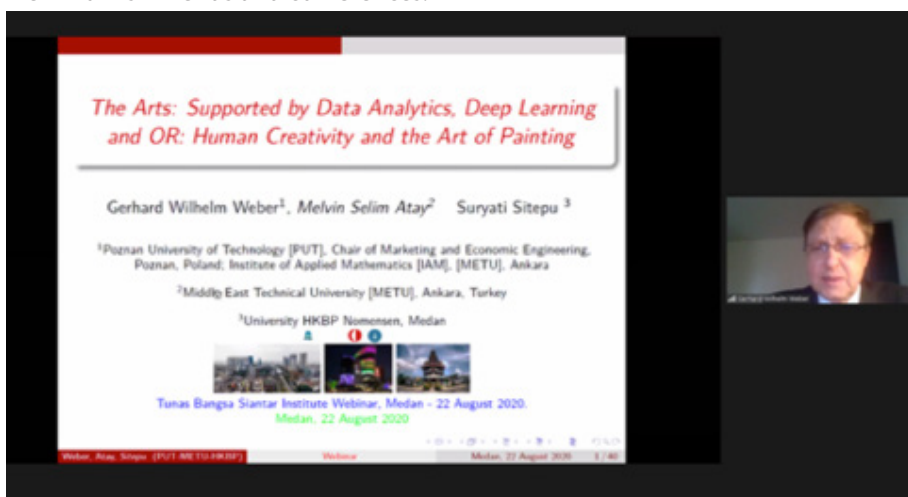 The Arts: Supported by Data Analytics, Deep Learning
and OR: Human Creativity and the Art of Painting
Gerhard Wilhelm Weber¹, Melvin Selim Atay² Suryati Sitepu ³
¹Poznan University of Technology [PUT], Chair of Marketing and Economic Engineering,
Poznan, Poland; Institute of Applied Mathematics [IAM], [METU], Ankara
²Middle East Technical University [METU], Ankara, Turkey
³University HKBP Nomensen, Medan
Tunas Bangsa Siantar Institute Webinar, Medan - 22 August 2020.
Medan, 22 August 2020
Weber, Atay, Sitepu (PUT-METU-HKBP) Webinar Medan, 22 August 2020 1 / 40
Gerhard Wilhelm Weber